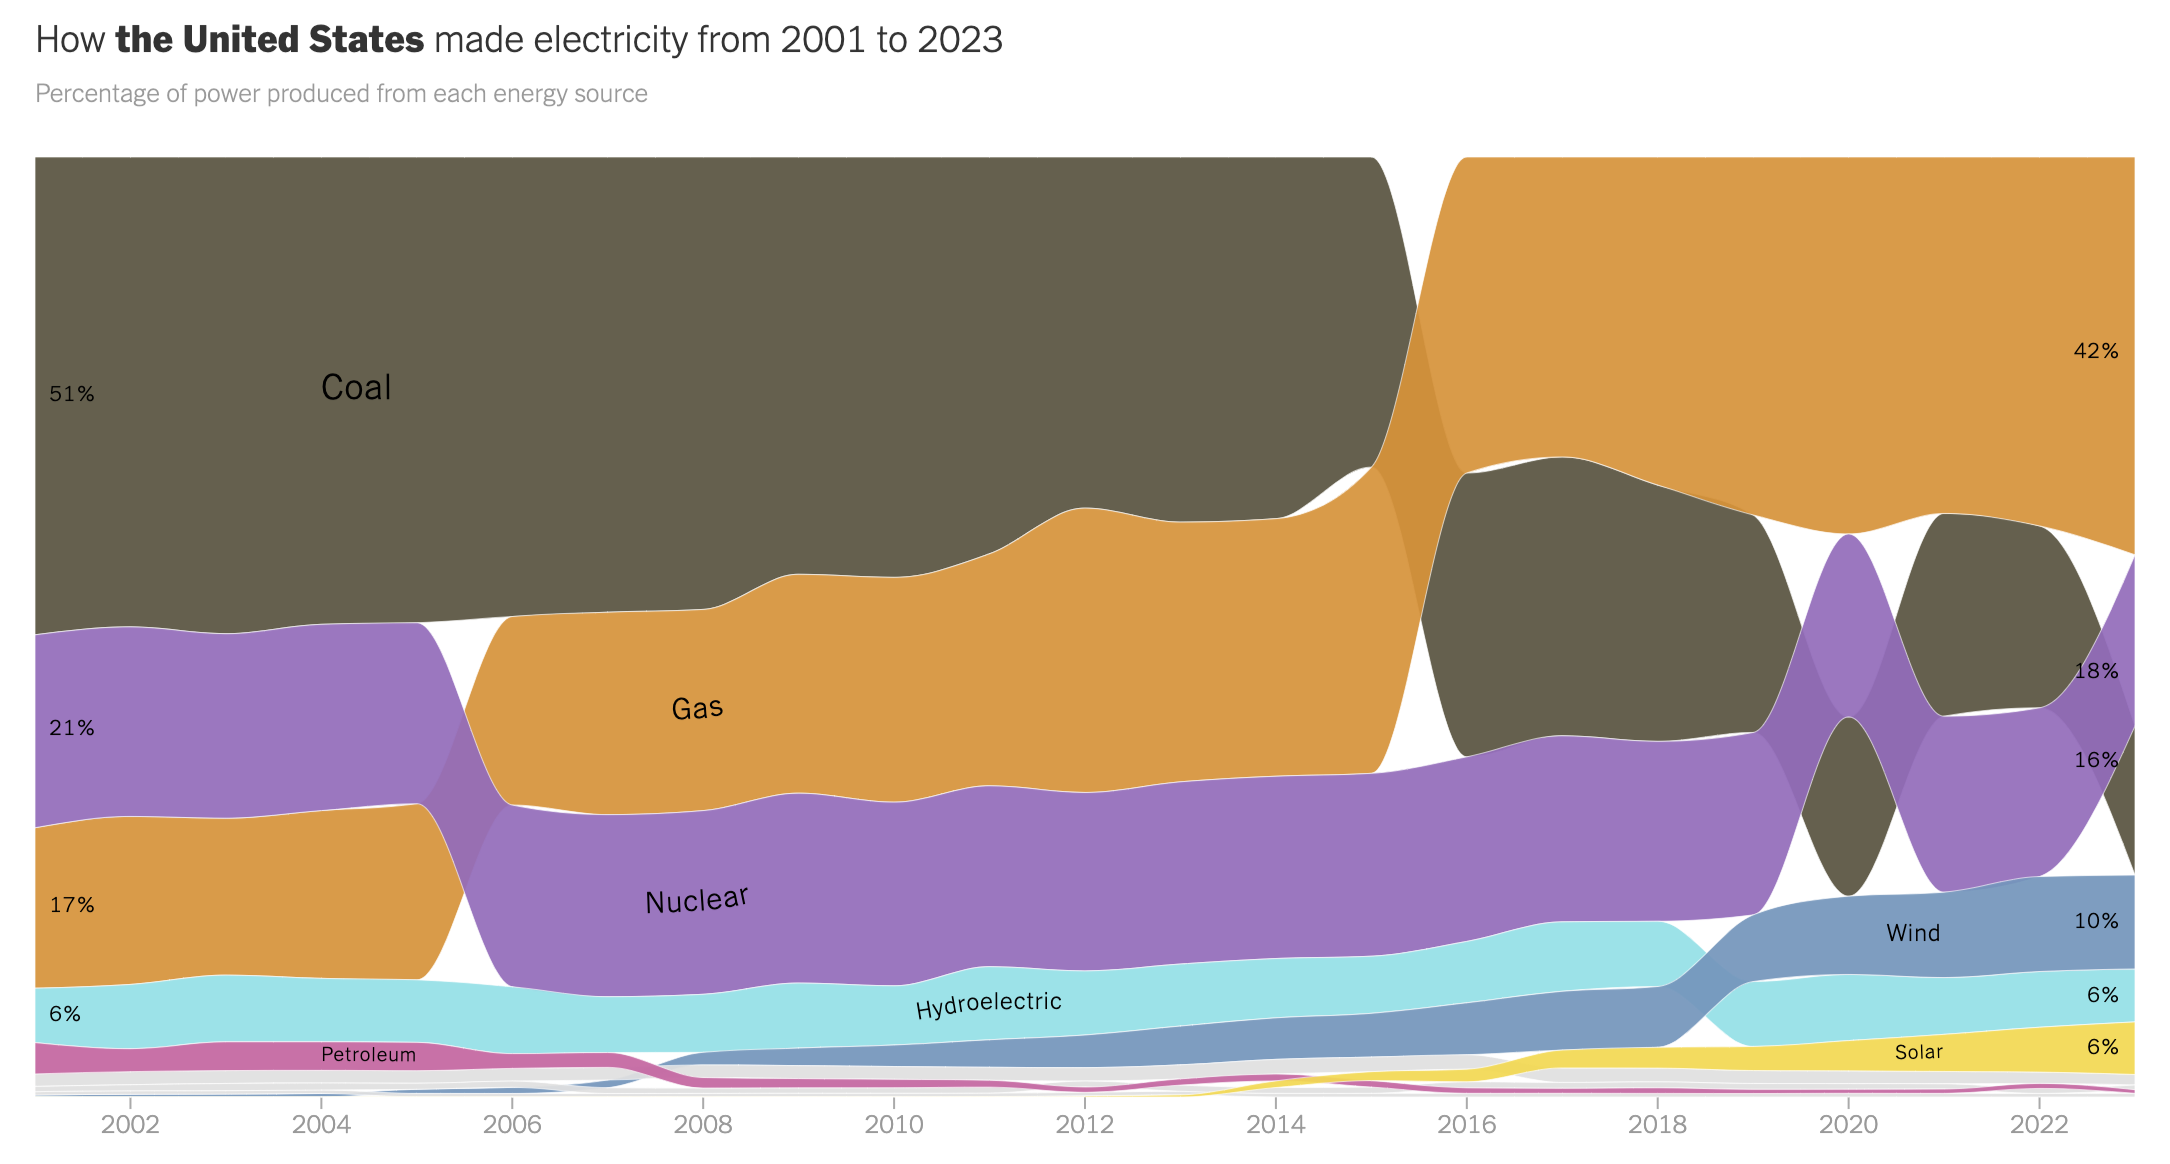 How the United States made electricity from 2001 to 2023
Percentage of power produced from each energy source
51%
Coal
42%
18%
Gas
21%
16%
Nuclear
17%
Wind
10%
Hydroelectric
6%
6%
Petroleum
Solar
6%
2002 2004 2006 2008 2010 2012 2014 2016 2018 2020 2022